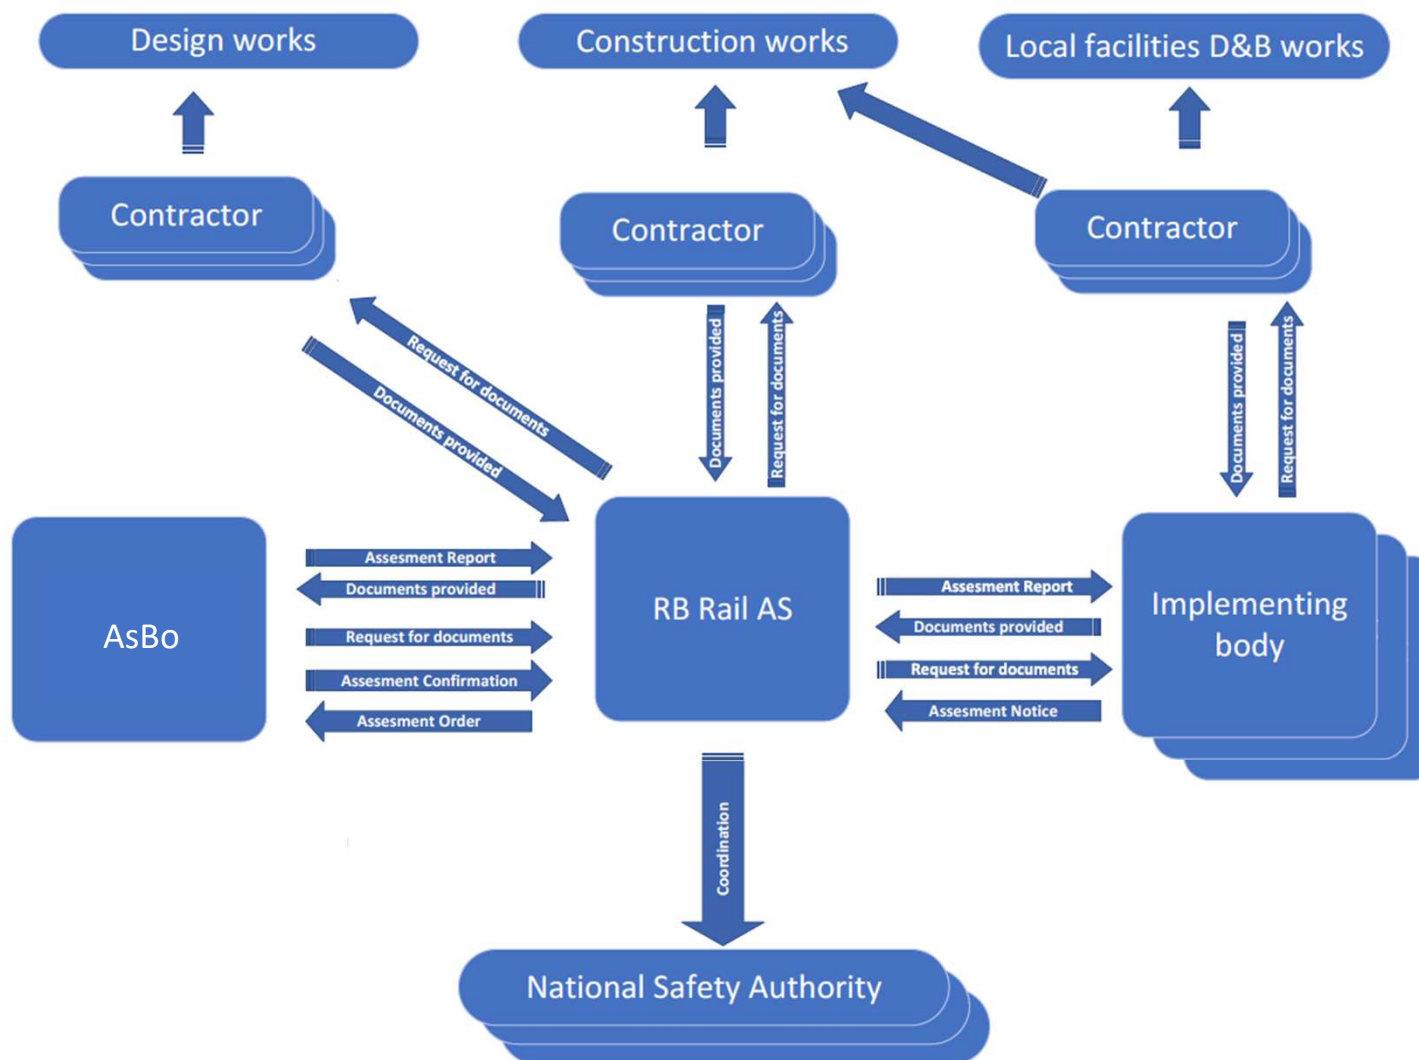 Design works
Construction works
Local facilities D&B works
Contractor
Contractor
Contractor
Request for documents
Documents provided
Documents provided
Request for documents
Documents provided
Request for documents
AsBo
Assesment Report
Documents provided
Request for documents
Assesment Confirmation
Assesment Order
RB Rail AS
Assesment Report
Documents provided
Request for documents
Assesment Notice
Implementing
body
Coordination
National Safety Authority